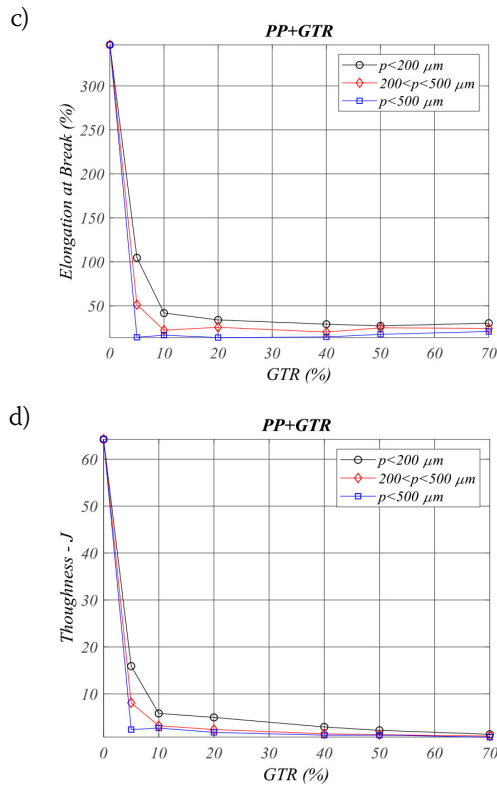 c)
PP+GTR
p<200 μm
200<p<500 μm
p<500 μm
Elongation at Break (%)
350
300
250
200
150
100
50
0 10 20 30 40 50 60 70
GTR (%)
d)
PP+GTR
p<200 μm
200<p<500 μm
p<500 μm
Thoughness - J
60
50
40
30
20
10
0 10 20 30 40 50 60 70
GTR (%)